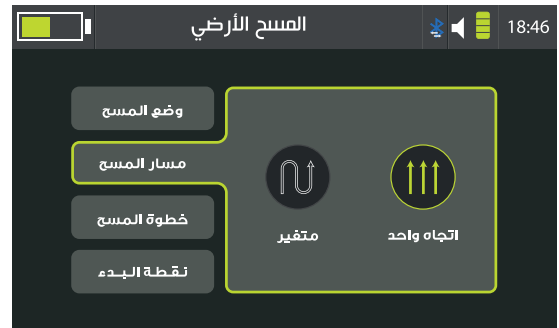 المسح الأرضي
18:46
وضع المسح
مسار المسح
خطوة المسح
نقطة البدء
اتجاه واحد
متغير